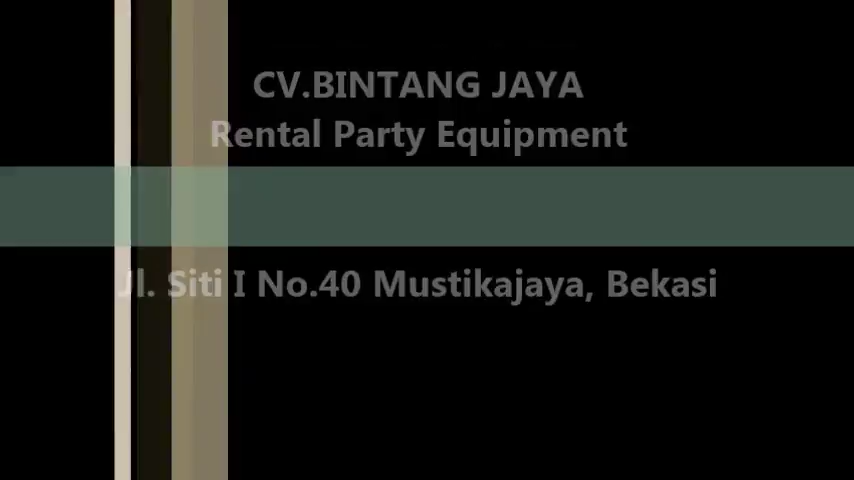 CV.BINTANG JAYA
Rental Party Equipment
Jl. Siti I No.40 Mustikajaya, Bekasi